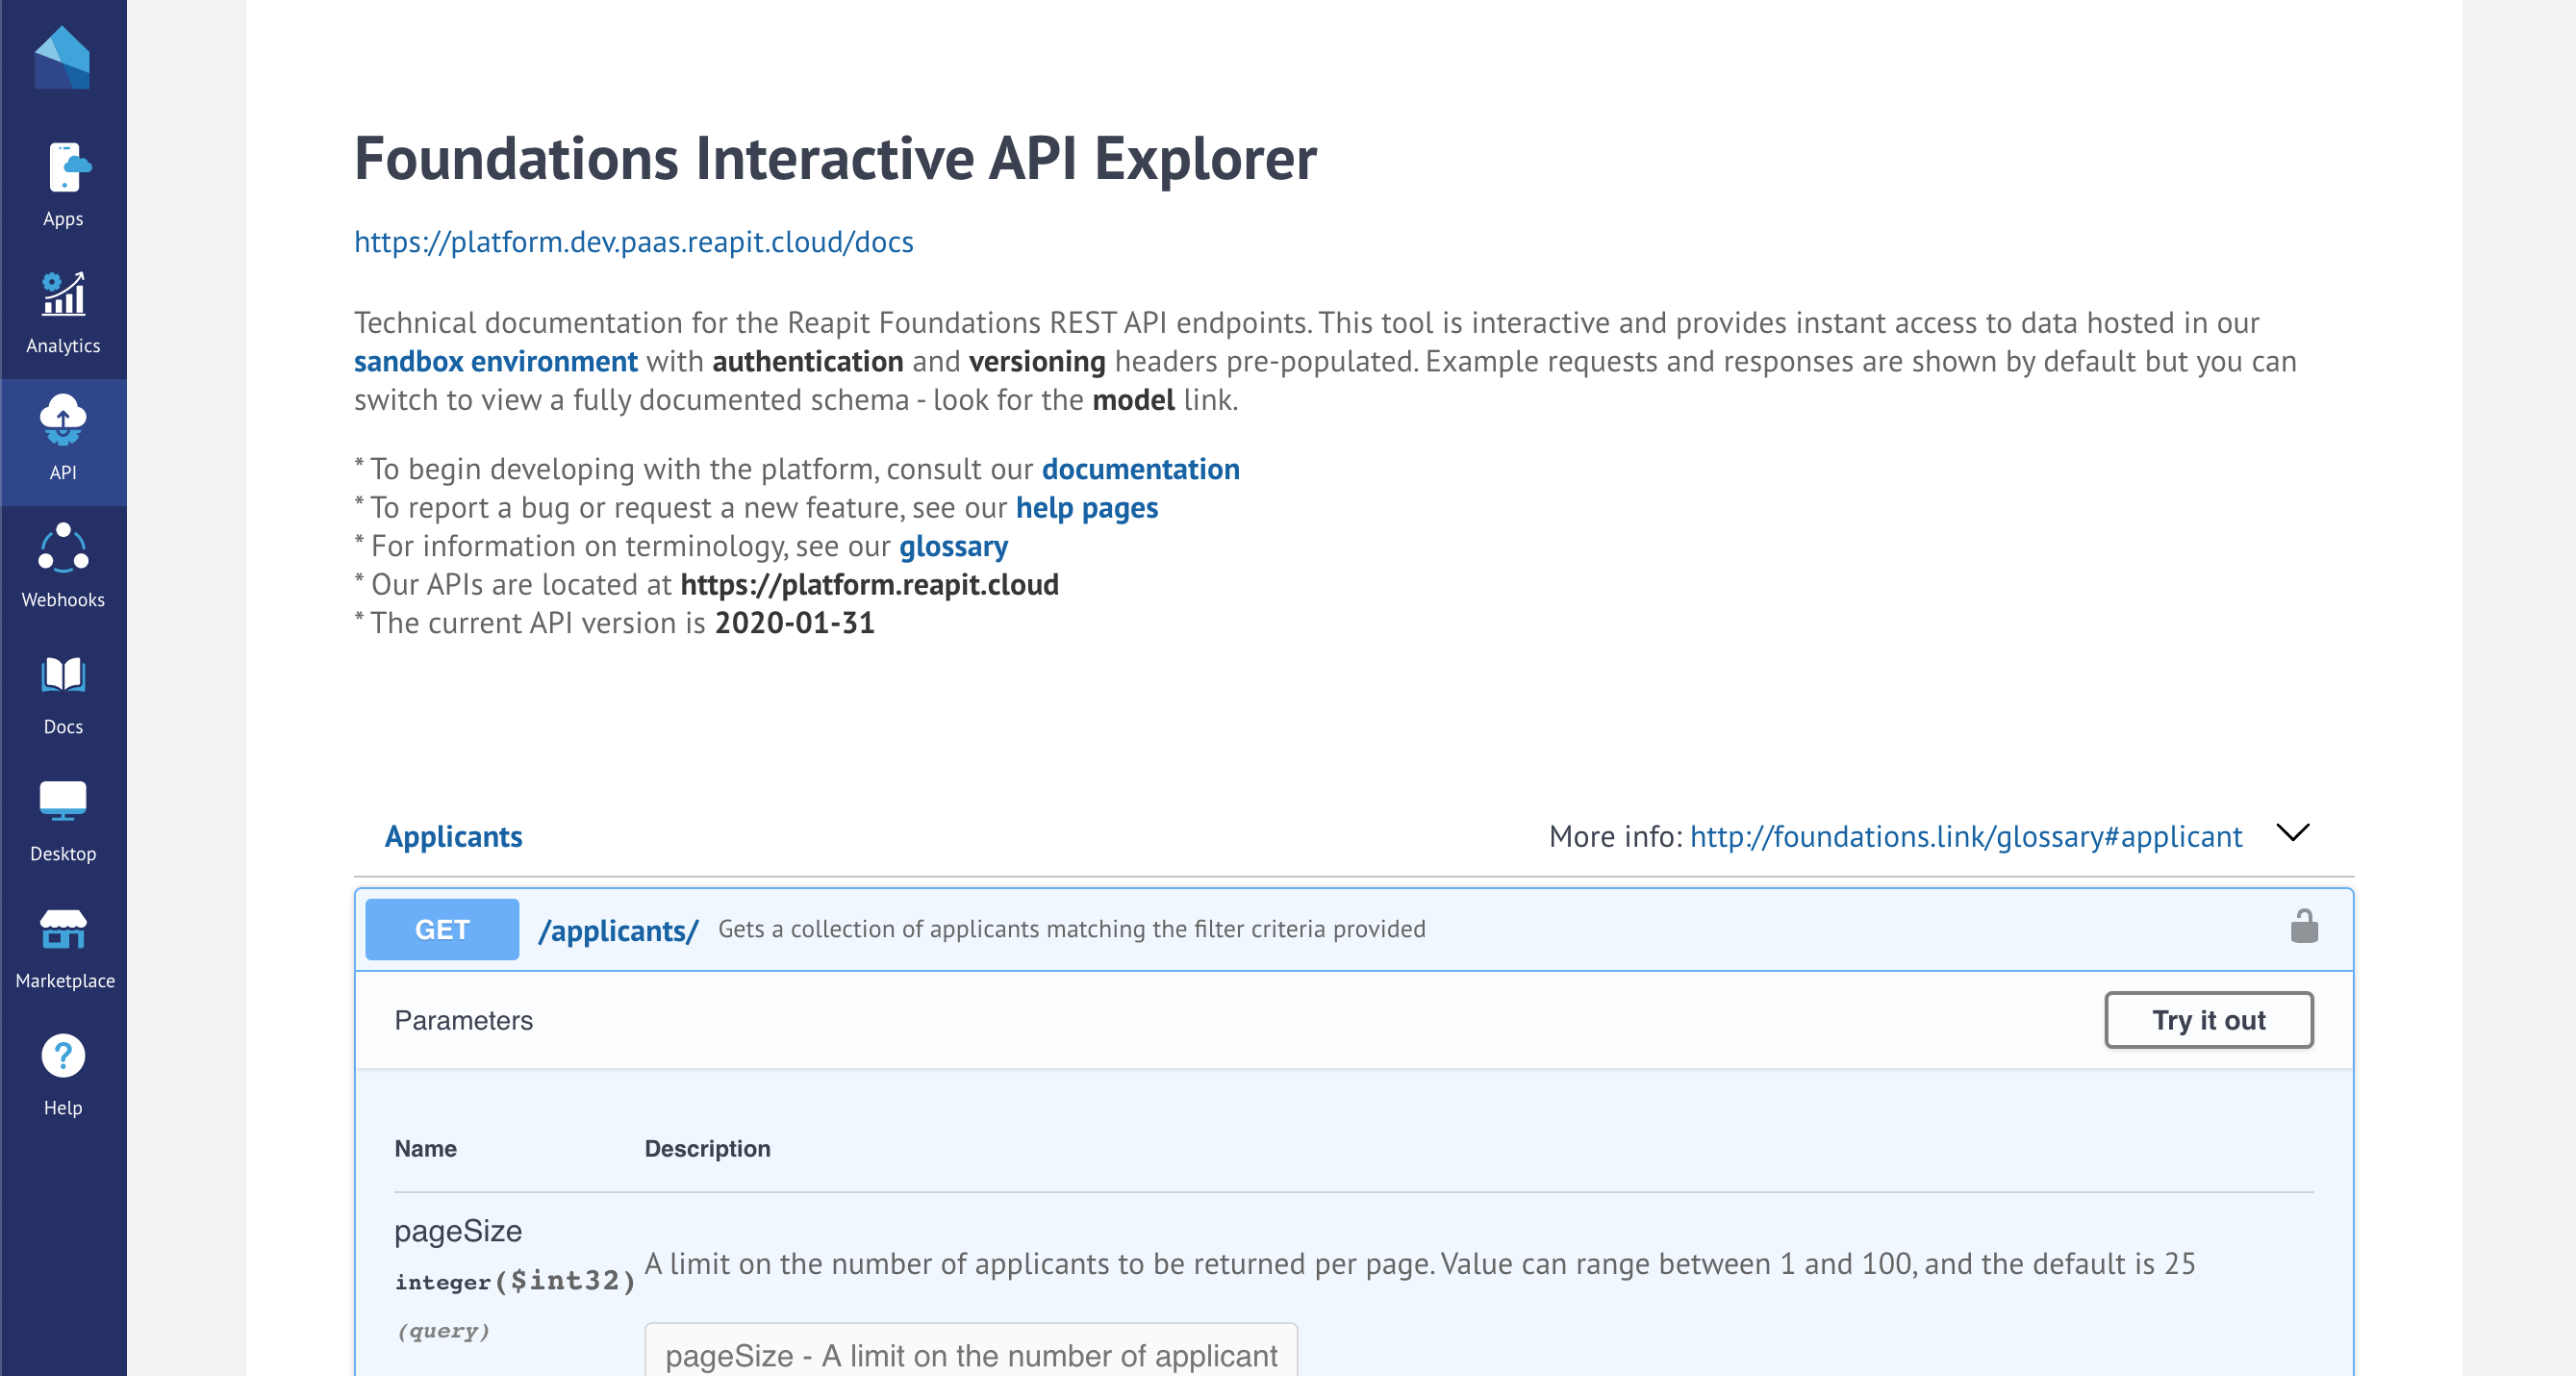 Apps
Analytics
API
Webhooks
Docs
Desktop
Marketplace
Help
Foundations Interactive API Explorer
https://platform.dev.paas.reapit.cloud/docs
Technical documentation for the Reapit Foundations REST API endpoints. This tool is interactive and provides instant access to data hosted in our
sandbox environment with authentication and versioning headers pre-populated. Example requests and responses are shown by default but you can
switch to view a fully documented schema - look for the model link.
* To begin developing with the platform, consult our documentation
* To report a bug or request a new feature, see our help pages
* For information on terminology, see our glossary
* Our APIs are located at https://platform.reapit.cloud
* The current API version is 2020-01-31
Applicants More info: http://foundations.link/glossary#applicant
GET /applicants/ Gets a collection of applicants matching the filter criteria provided
Parameters Try it out
Name Description
pageSize
integer($int32) A limit on the number of applicants to be returned per page. Value can range between 1 and 100, and the default is 25
(query)
pageSize - A limit on the number of applicant